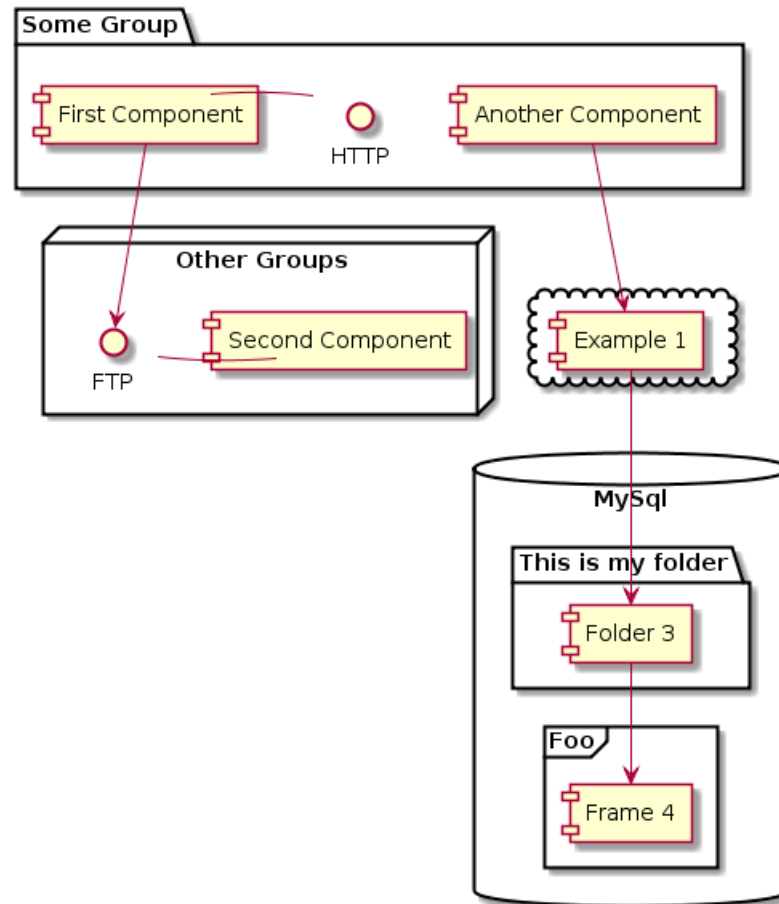 Some Group
First Component
HTTP
Another Component
Other Groups
FTP
Second Component
Example 1
MySql
This is my folder
Folder 3
Foo
Frame 4